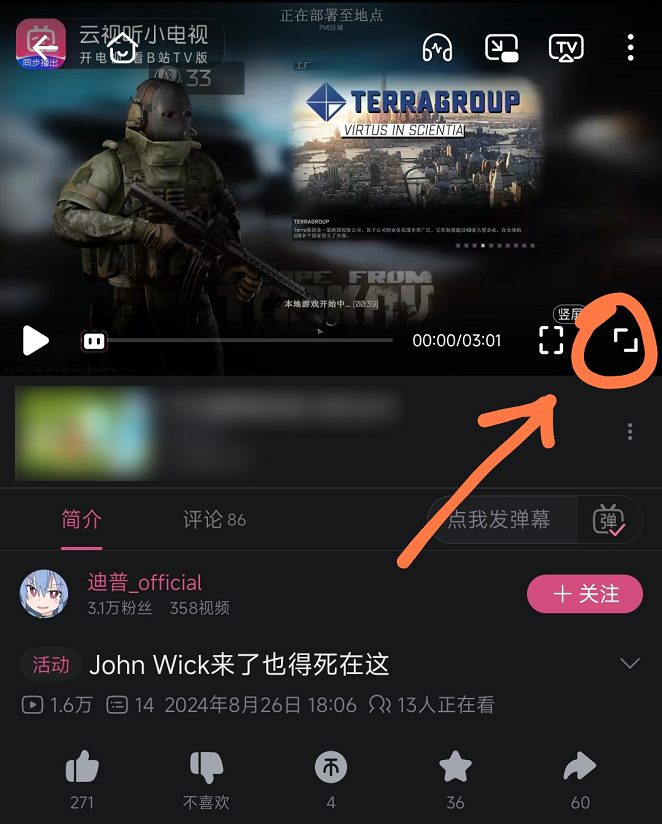 正在部署至地点
PVE区域
云视听小电视
开电视 看B站TV版
同步播出
33
TV
工厂
TERRAGROUP
VIRTUS IN SCIENTIA
TERRAGROUP
本地游戏开始中... (00:39)
竖屏
00:00/03:01
简介
评论 86
点我发弹幕
弹
迪普_official
3.1万粉丝 358视频
关注
活动
John Wick来了也得死在这
1.6万 14 2024年8月26日 18:06 13人正在看
271
不喜欢
4
36
60